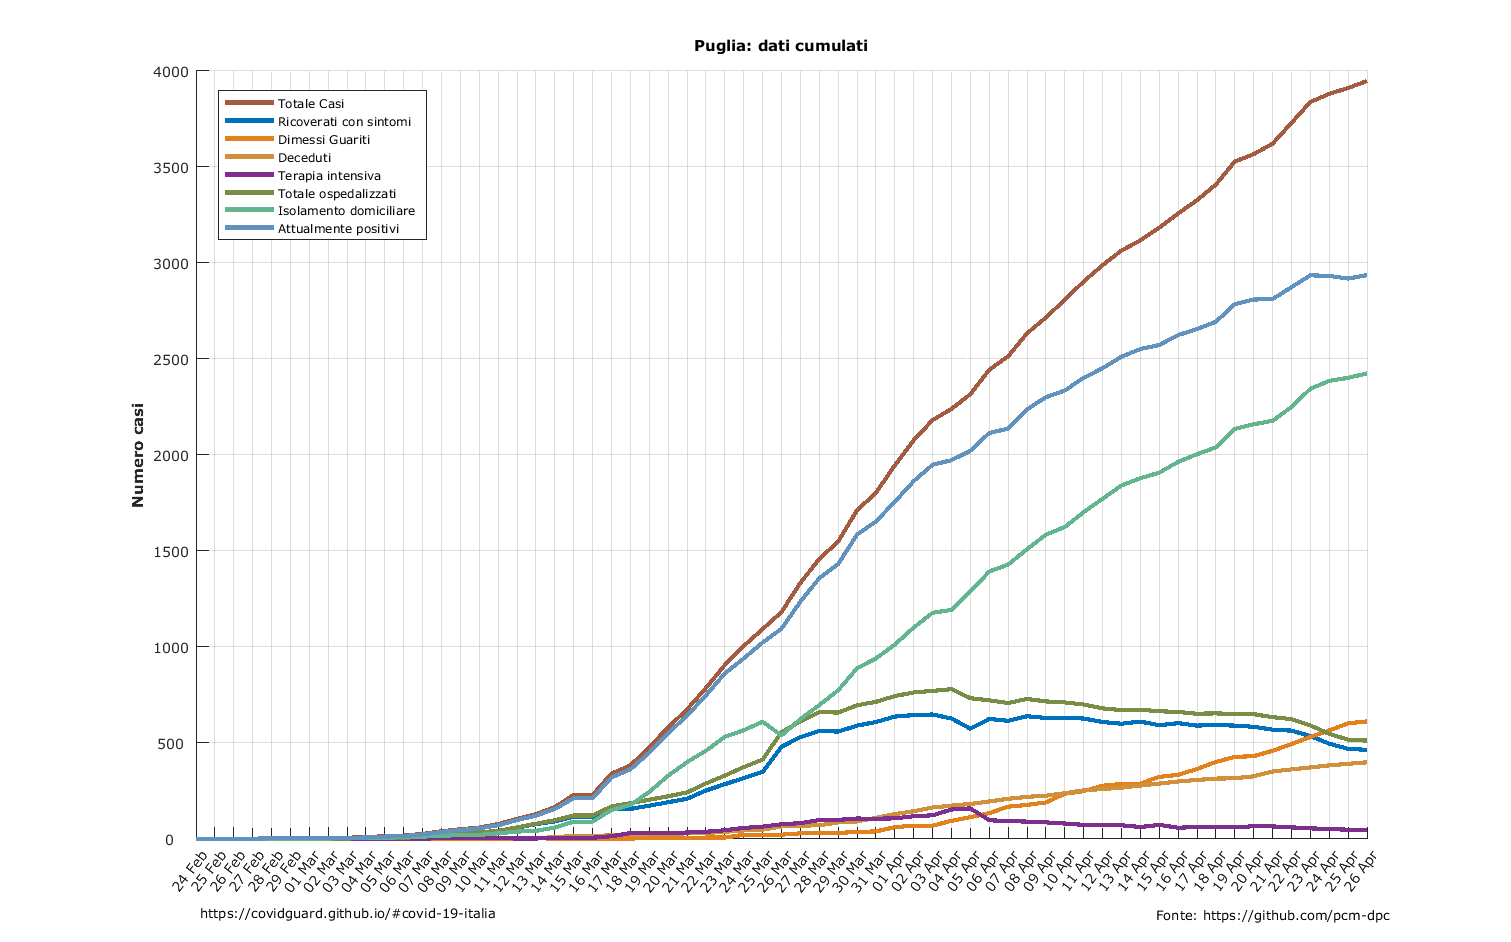 Puglia: dati cumulati
4000
3500
3000
2500
2000
1500
1000
500
0
Numero casi
Totale Casi
Ricoverati con sintomi
Dimessi Guariti
Deceduti
Terapia intensiva
Totale ospedalizzati
Isolamento domiciliare
Attualmente positivi
24 Feb
25 Feb
26 Feb
27 Feb
28 Feb
29 Feb
01 Mar
02 Mar
03 Mar
04 Mar
05 Mar
06 Mar
07 Mar
08 Mar
09 Mar
10 Mar
11 Mar
12 Mar
13 Mar
14 Mar
15 Mar
16 Mar
17 Mar
18 Mar
19 Mar
20 Mar
21 Mar
22 Mar
23 Mar
24 Mar
25 Mar
26 Mar
27 Mar
28 Mar
29 Mar
30 Mar
31 Mar
01 Apr
02 Apr
03 Apr
04 Apr
05 Apr
06 Apr
07 Apr
08 Apr
09 Apr
10 Apr
11 Apr
12 Apr
13 Apr
14 Apr
15 Apr
16 Apr
17 Apr
18 Apr
19 Apr
20 Apr
21 Apr
22 Apr
23 Apr
24 Apr
25 Apr
26 Apr
https://covidguard.github.io/#covid-19-italia
Fonte: https://github.com/pcm-dpc